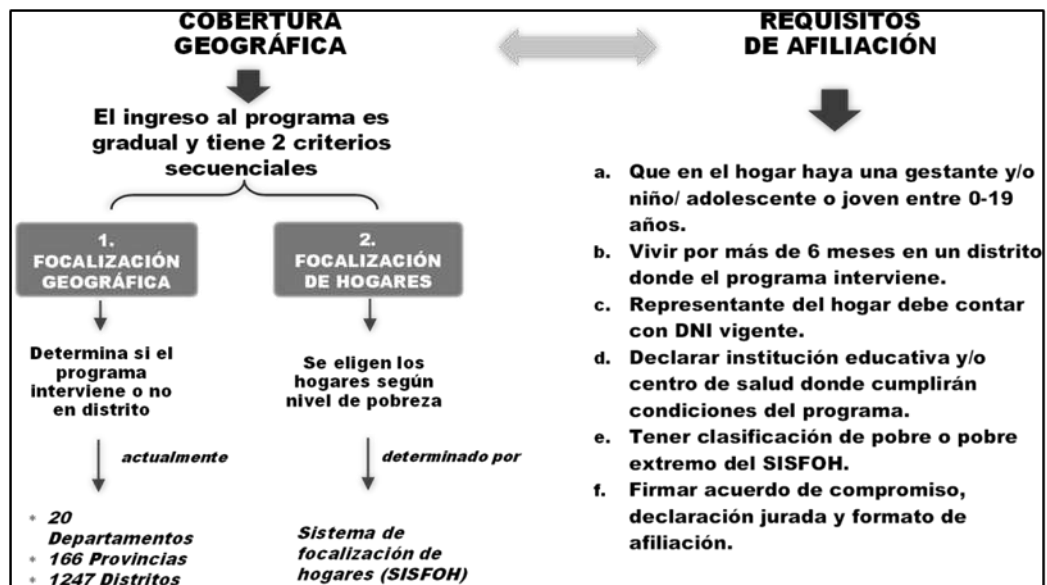 COBERTURA
GEOGRÁFICA
El ingreso al programa es
gradual y tiene 2 criterios
secuenciales
1.
FOCALIZACIÓN
GEOGRÁFICA
Determina si el
programa
interviene o no
en distrito
actualmente
* 20
Departamentos
* 166 Provincias
* 1247 Distritos
2.
FOCALIZACIÓN
DE HOGARES
Se eligen los
hogares según
nivel de pobreza
determinado por
Sistema de
focalización de
hogares (SISFOH)
REQUISITOS
DE AFILIACIÓN
a. Que en el hogar haya una gestante y/o
niño/ adolescente o joven entre 0-19
años.
b. Vivir por más de 6 meses en un distrito
donde el programa interviene.
c. Representante del hogar debe contar
con DNI vigente.
d. Declarar institución educativa y/o
centro de salud donde cumplirán
condiciones del programa.
e. Tener clasificación de pobre o pobre
extremo del SISFOH.
f. Firmar acuerdo de compromiso,
declaración jurada y formato de
afiliación.